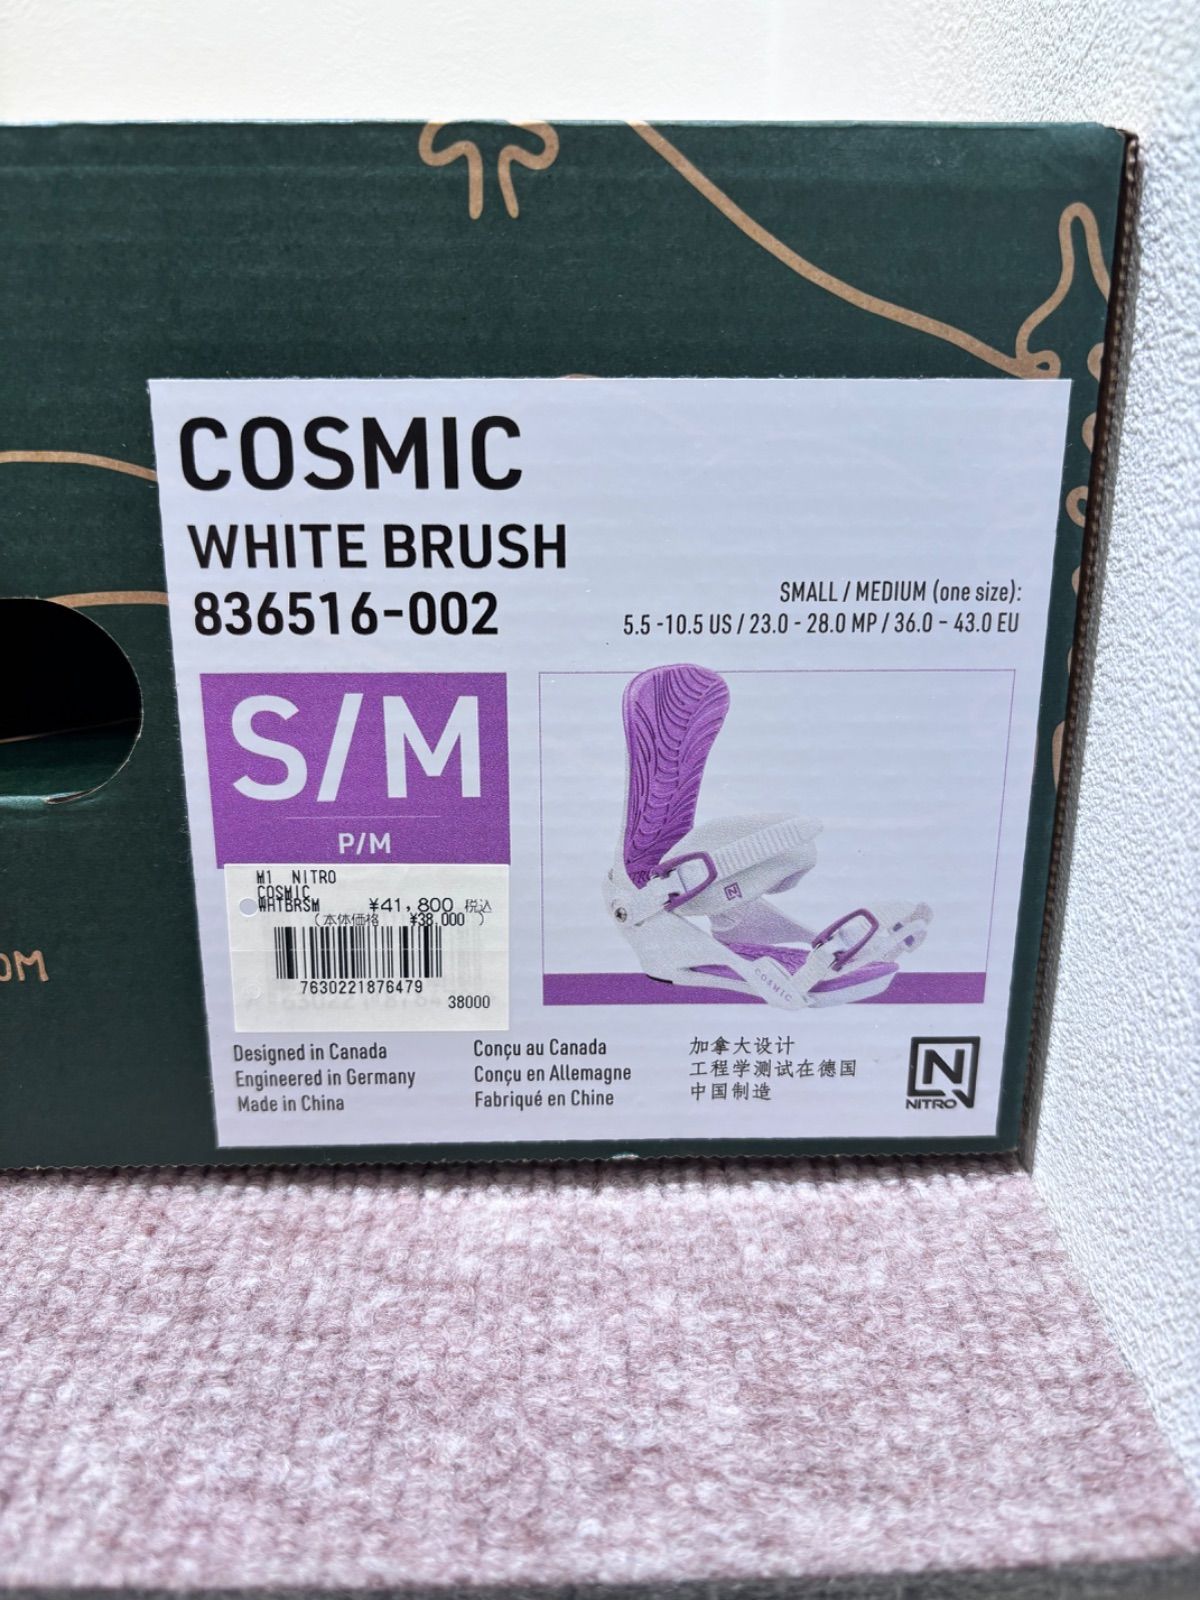 COSMIC
WHITE BRUSH
836516-002
SMALL / MEDIUM (one size):
5.5 -10.5 US / 23.0 - 28.0 MP / 36.0 - 43.0 EU
S/M
P/M
M1 NITRO
COSMIC
WHTBRSM ¥41,800 税込
(本体価格 ¥38,000 )
7630221876479
38000
COSMIC
OM
Designed in Canada
Engineered in Germany
Made in China
Conçu au Canada
Conçu en Allemagne
Fabriqué en Chine
加拿大设计
工程学测试在德国
中国制造
N
NITRO